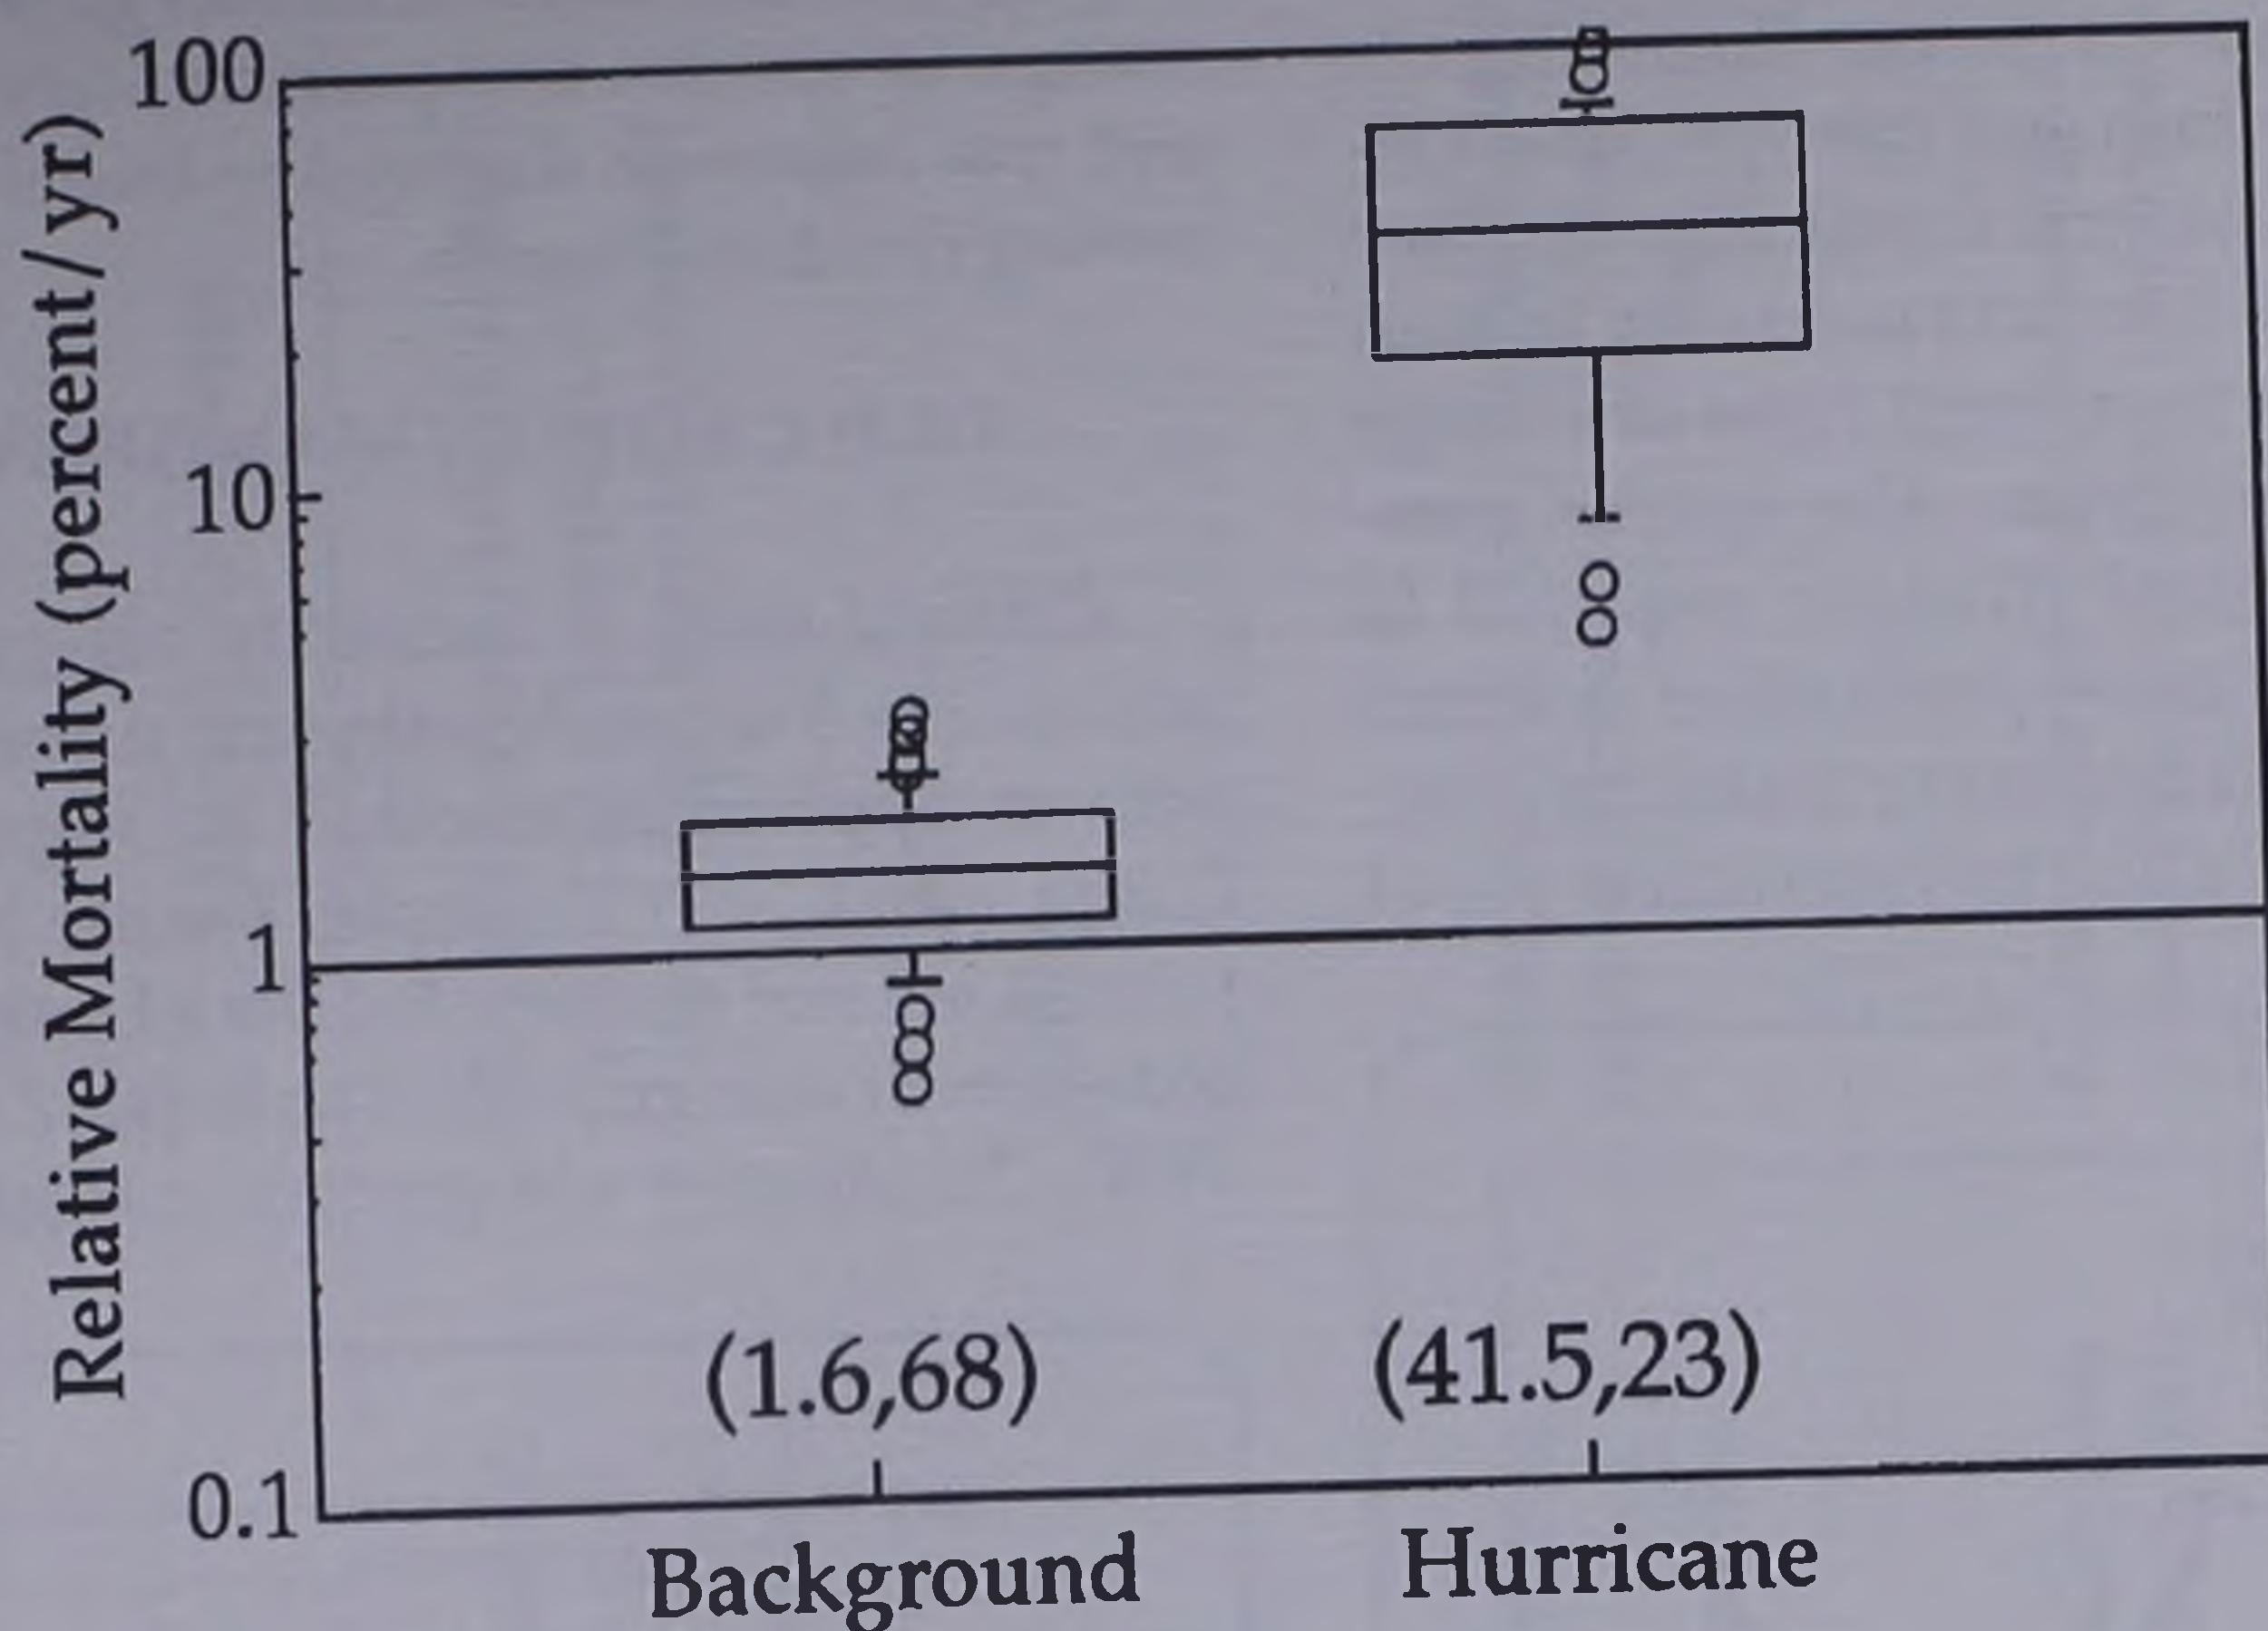 Relative Mortality (percent/yr)
100
10
1
0.1
(1.6,68)
(41.5,23)
Background
Hurricane